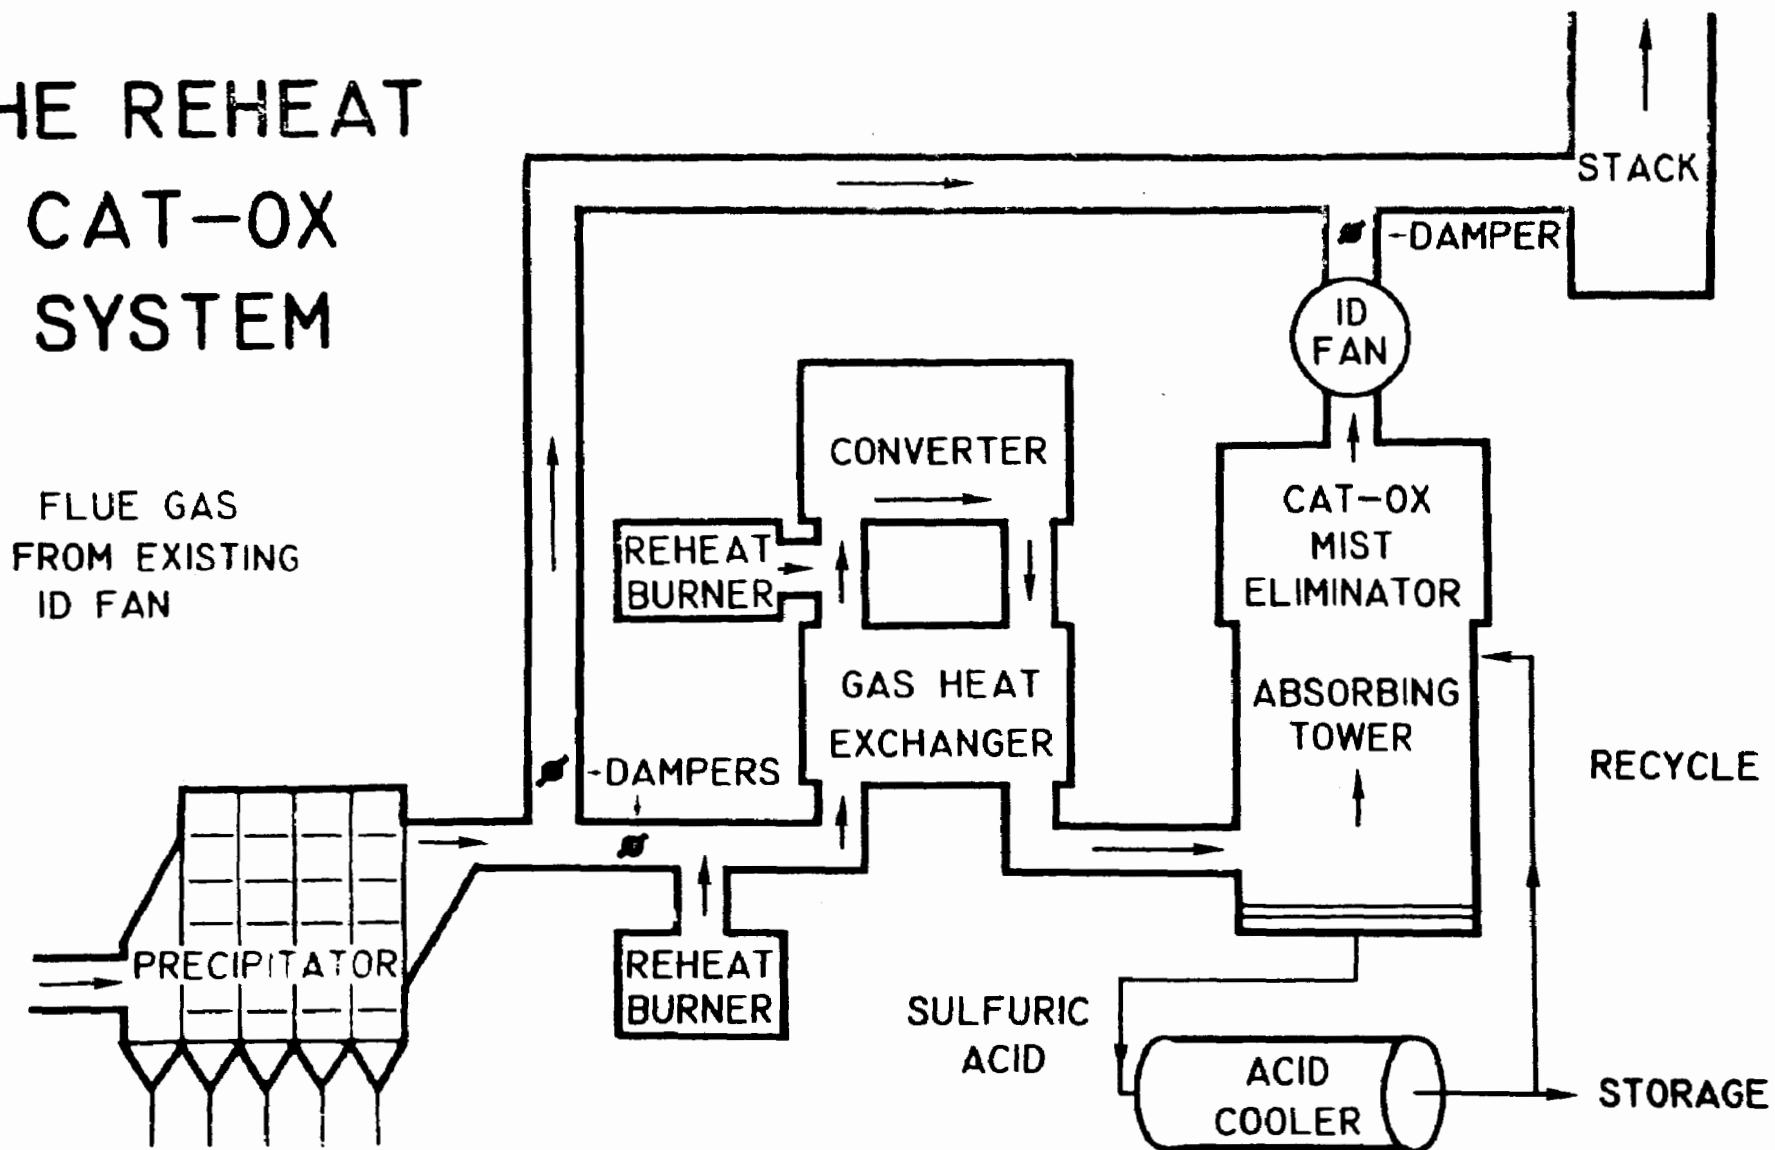 HE REHEAT
CAT-OX
SYSTEM
FLUE GAS
FROM EXISTING
ID FAN
STACK
-DAMPER
ID
FAN
CONVERTER
REHEAT
BURNER
CAT-OX
MIST
ELIMINATOR
GAS HEAT
EXCHANGER
ABSORBING
TOWER
-DAMPERS
RECYCLE
PRECIPITATOR
REHEAT
BURNER
SULFURIC
ACID
ACID
COOLER
STORAGE